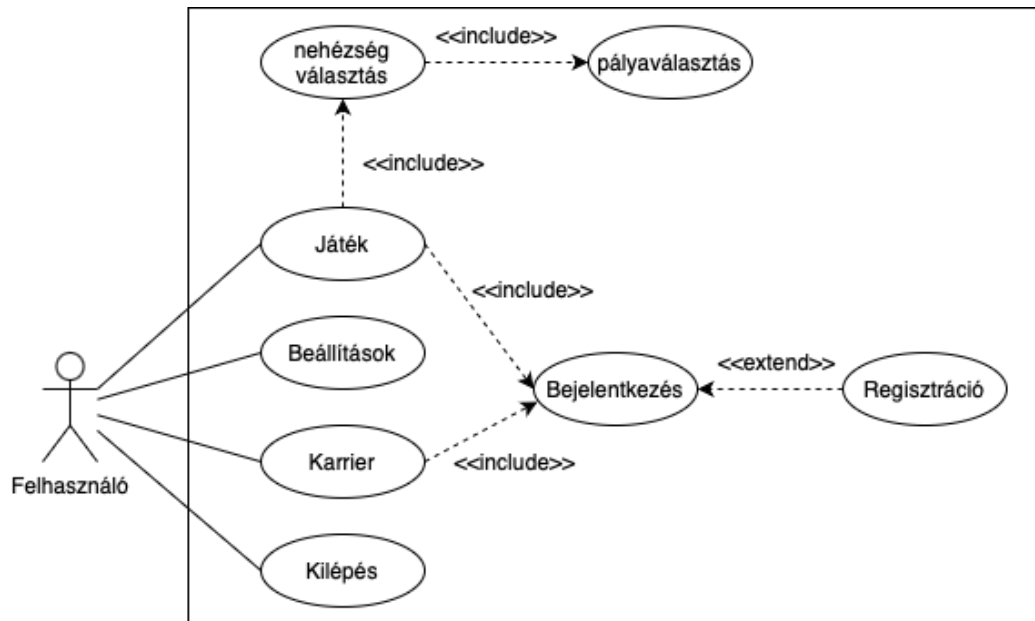 nehézség
választás
<<include>>
pályaválasztás
<<include>>
Játék
<<include>>
Beállítások
Bejelentkezés
<<extend>>
Regisztráció
Karrier
<<include>>
Felhasználó
Kilépés